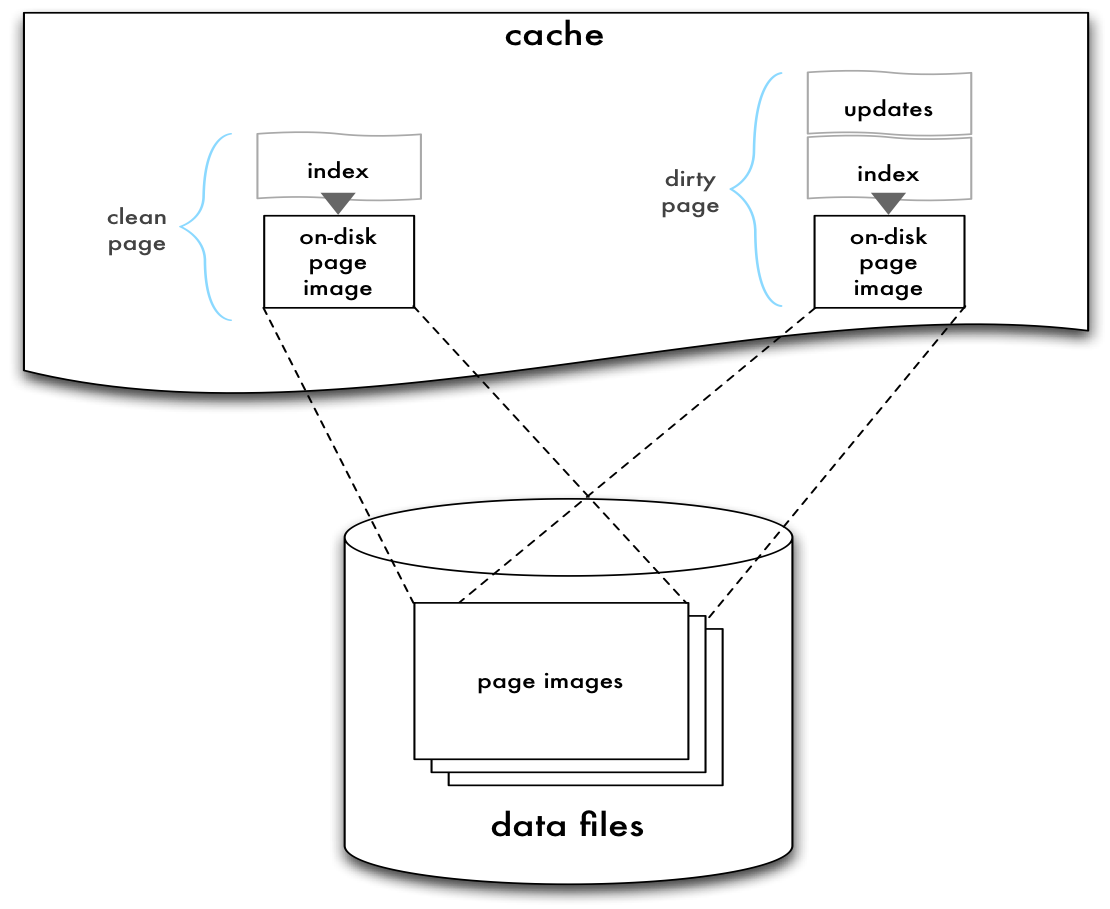 cache
clean
page
index
on-disk
page
image
dirty
page
updates
index
on-disk
page
image
page images
data files